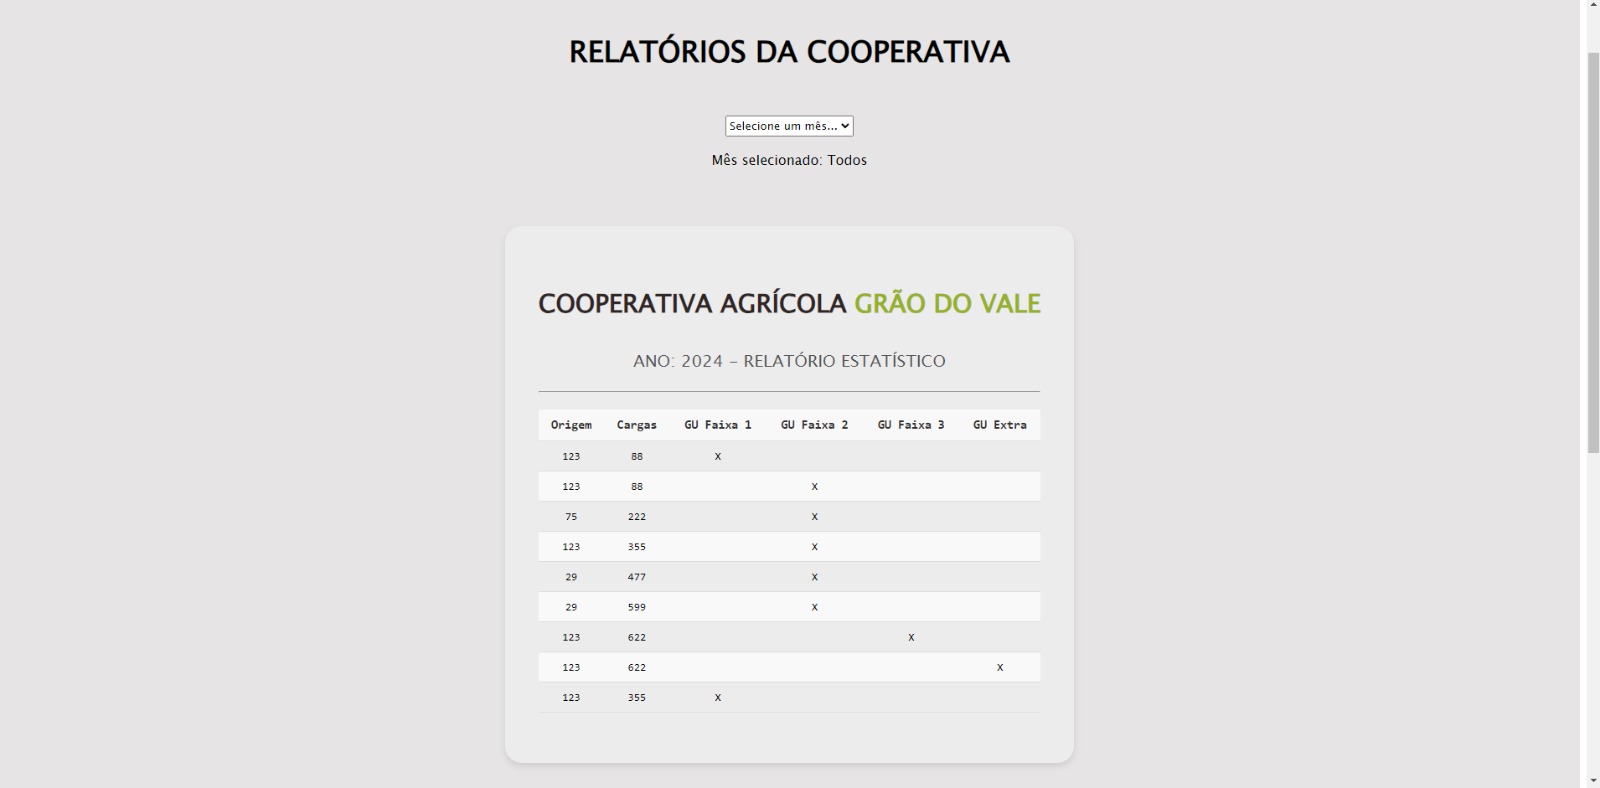 RELATÓRIOS DA COOPERATIVA
Selecione um mês...
Mês selecionado: Todos
COOPERATIVA AGRÍCOLA GRÃO DO VALE
ANO: 2024 – RELATÓRIO ESTATÍSTICO
Origem Cargas GU Faixa 1 GU Faixa 2 GU Faixa 3 GU Extra
123 88 X
123 88 X
75 222 X
123 355 X
29 477 X
29 599 X
123 622 X
123 622 X
123 355 X